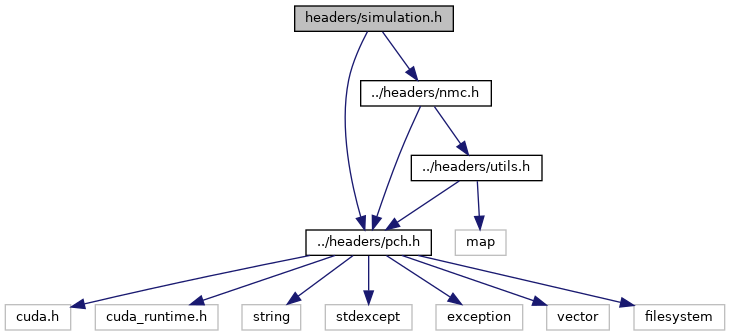 headers/simulation.h
../headers/nmc.h
../headers/utils.h
../headers/pch.h
map
cuda.h
cuda_runtime.h
string
stdexcept
exception
vector
filesystem